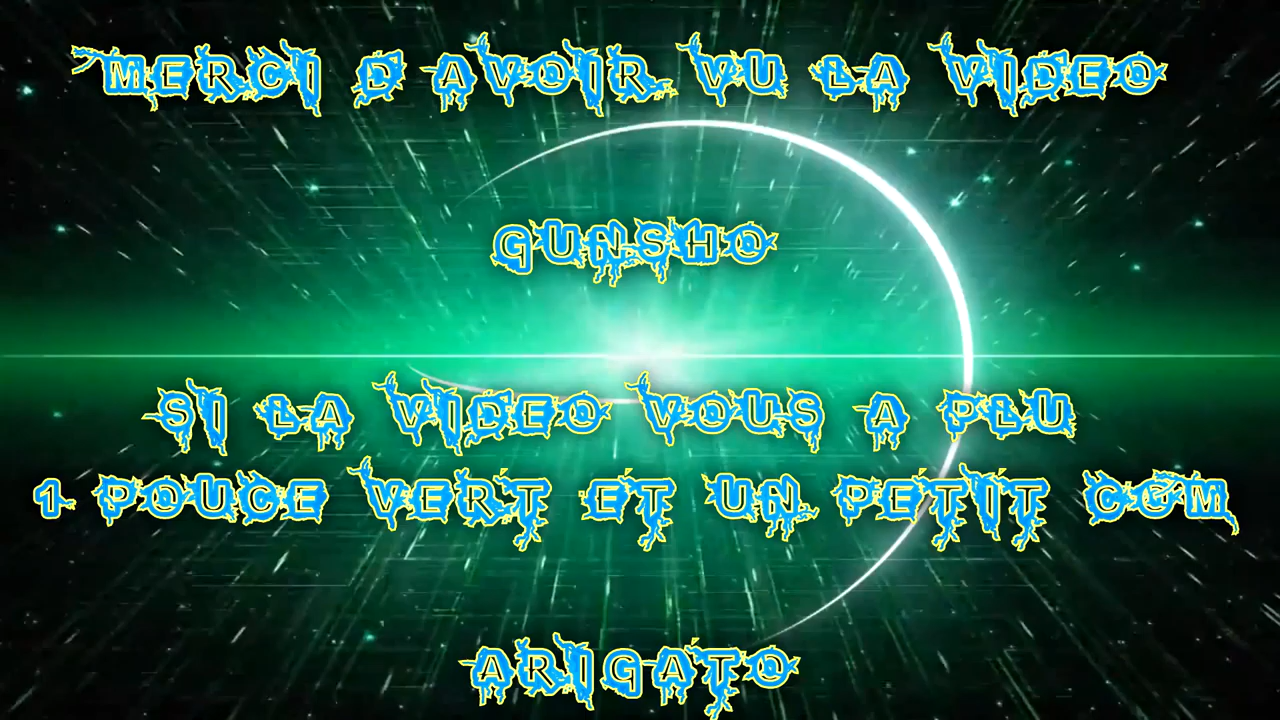 MERCI D AVOIR VU LA VIDEO
GUNSHO
SI LA VIDEO VOUS A PLU
1 POUCE VERT ET UN PETIT COM
ARIGATO